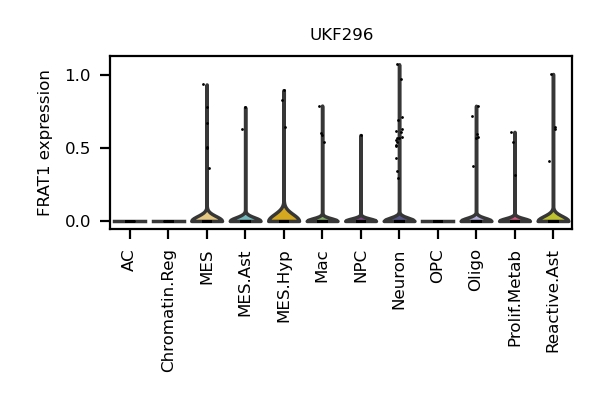 UKF296
FRAT1 expression
1.0
0.5
0.0
AC
Chromatin.Reg
MES
MES.Ast
MES.Hyp
Mac
NPC
Neuron
OPC
Oligo
Prolif.Metab
Reactive.Ast